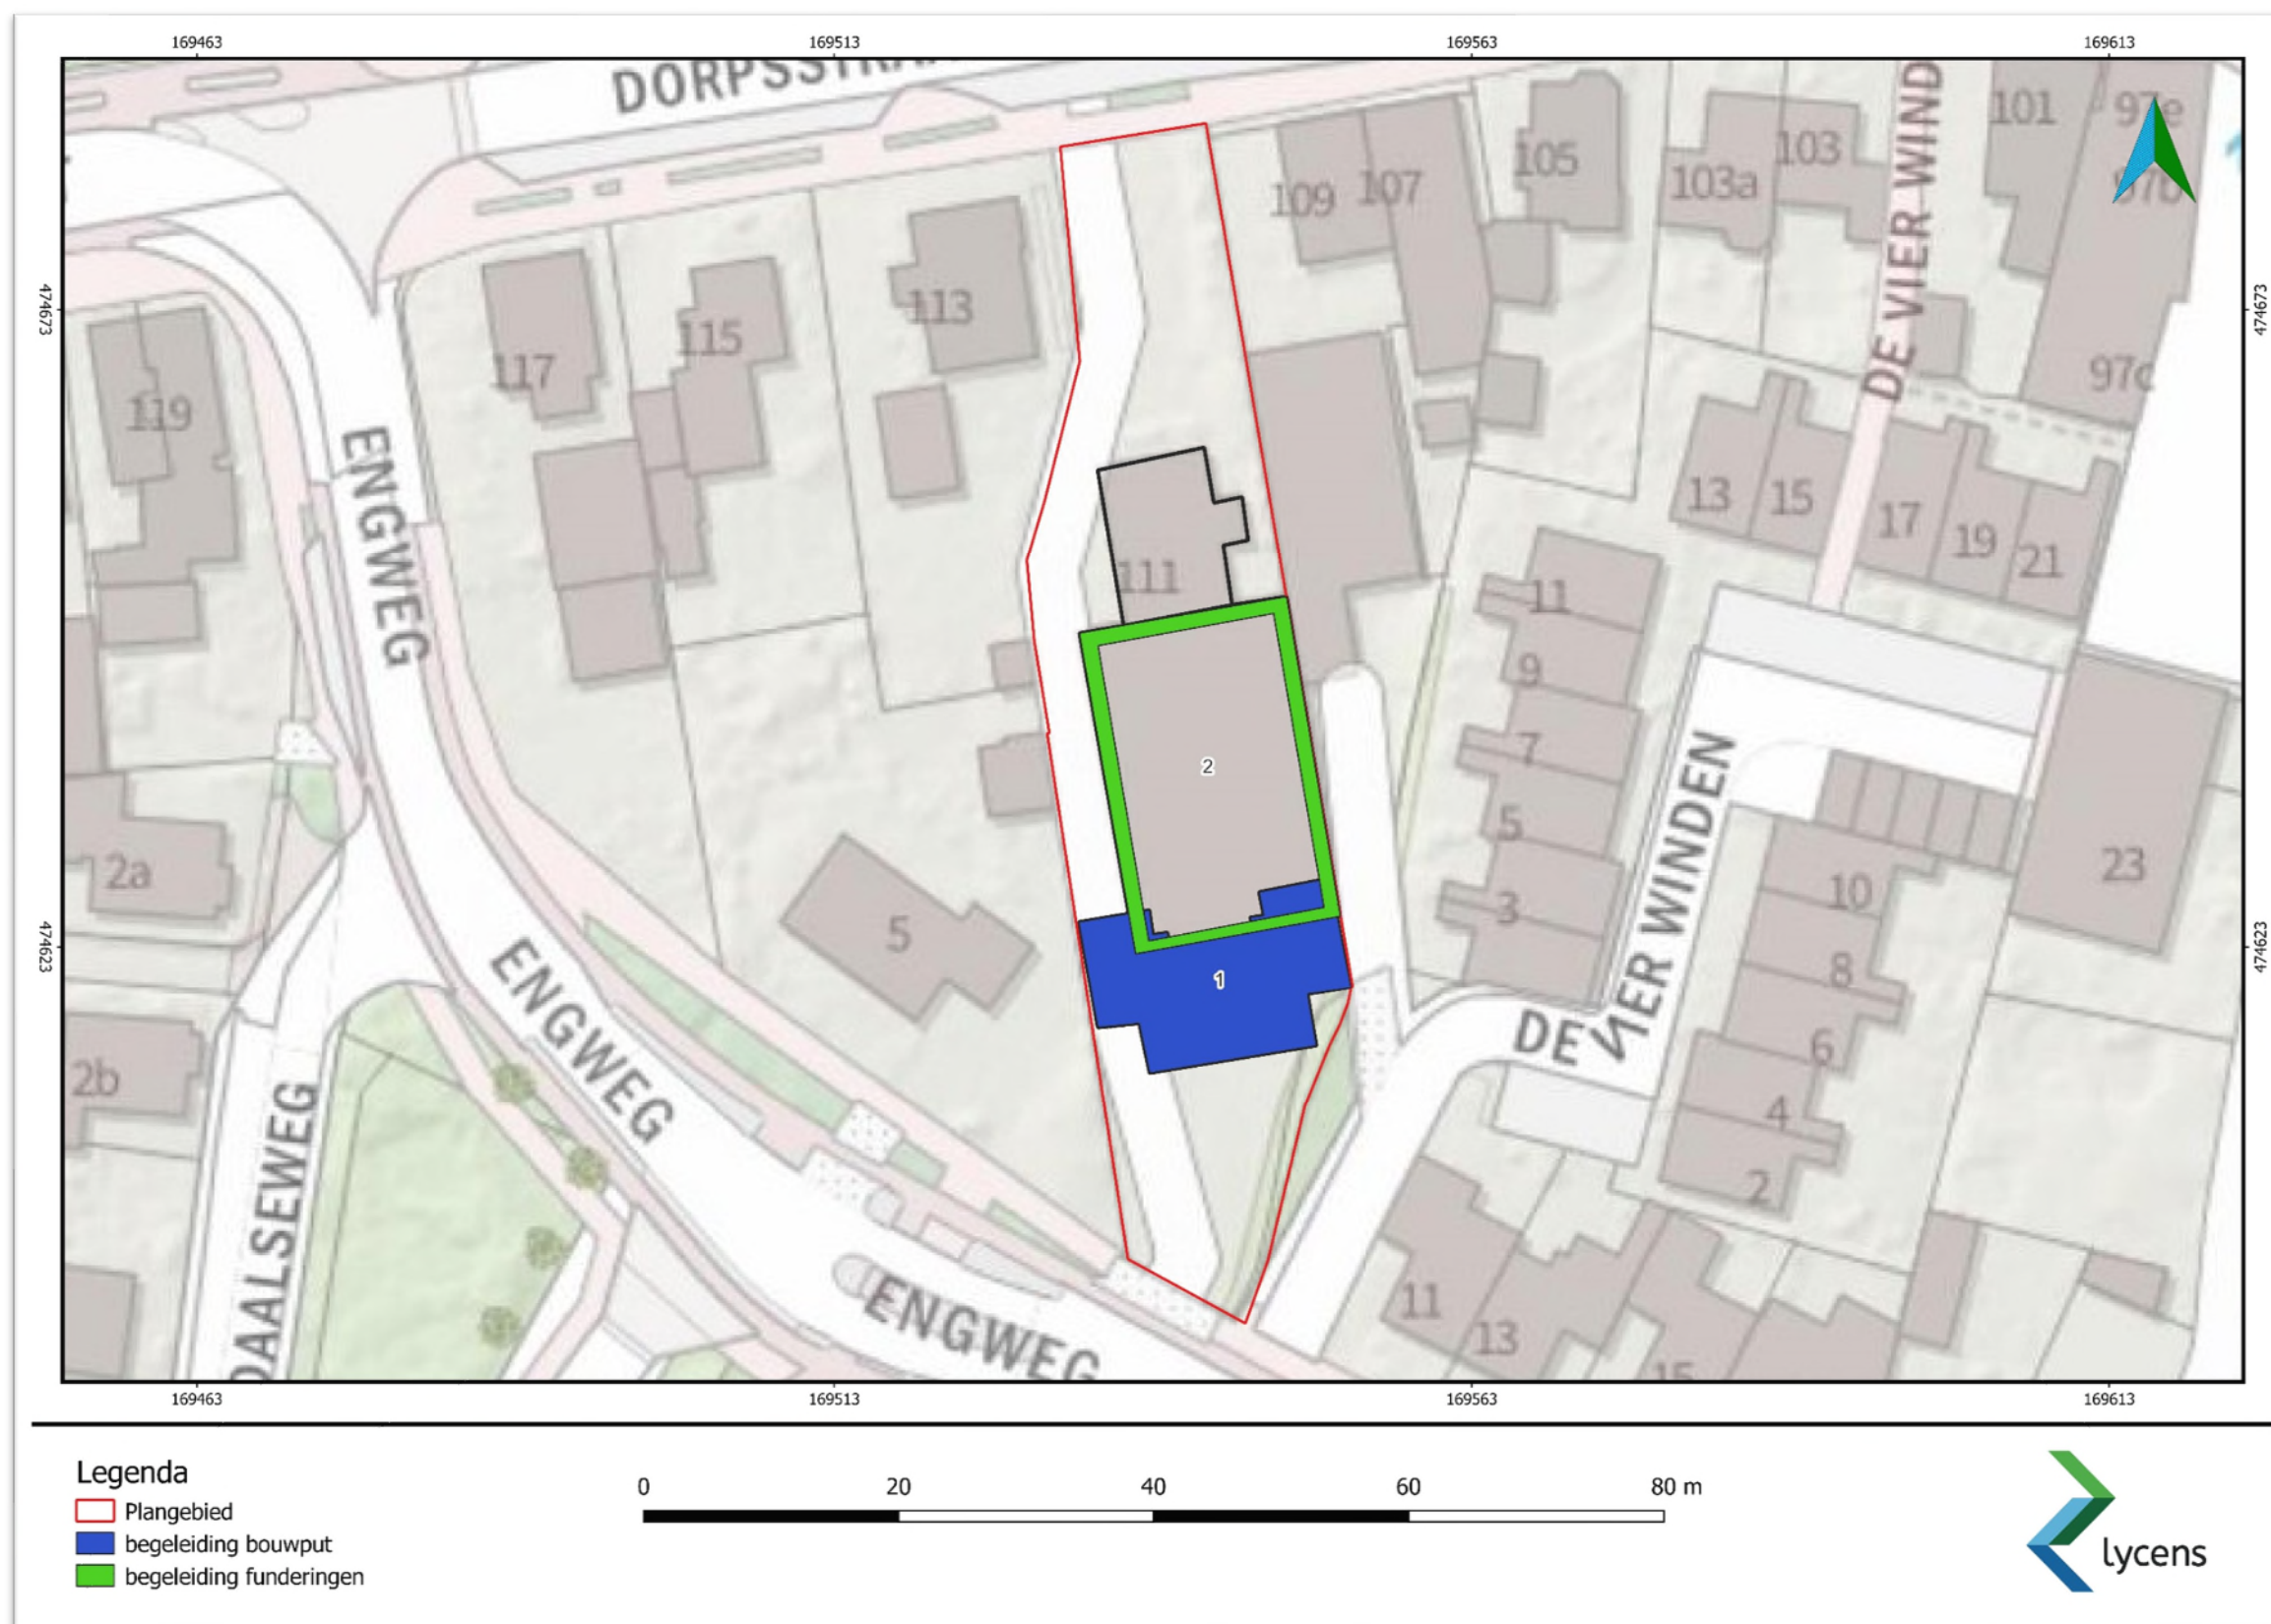 169463 169513 169563 169613
DORPSSTRA
DE VIER WIND
101
97e
97b
103
103a
105
109 107
113
115
117
119
97c
474673
474673
ENGWEG
111
13 15
17 19 21
11
9
7
5
3
2
2a
5
1
DE VIER WINDEN
23
10
8
6
4
2
474623
474623
ENGWEG
2b
DAALSEWEG
ENGWEG
11
13
15
169463 169513 169563 169613
Legenda
Plangebied
begeleiding bouwput
begeleiding funderingen
0 20 40 60 80 m
lycens